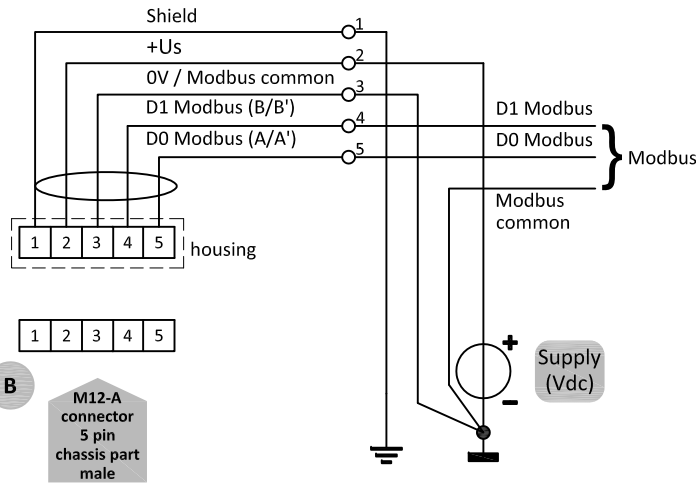 Shield
1
+Us
2
0V / Modbus common
3
D1 Modbus (B/B')
4
D1 Modbus
D0 Modbus (A/A')
5
D0 Modbus
Modbus
Modbus
common
1 2 3 4 5
housing
1 2 3 4 5
+
Supply
(Vdc)
–
B
M12-A
connector
5 pin
chassis part
male